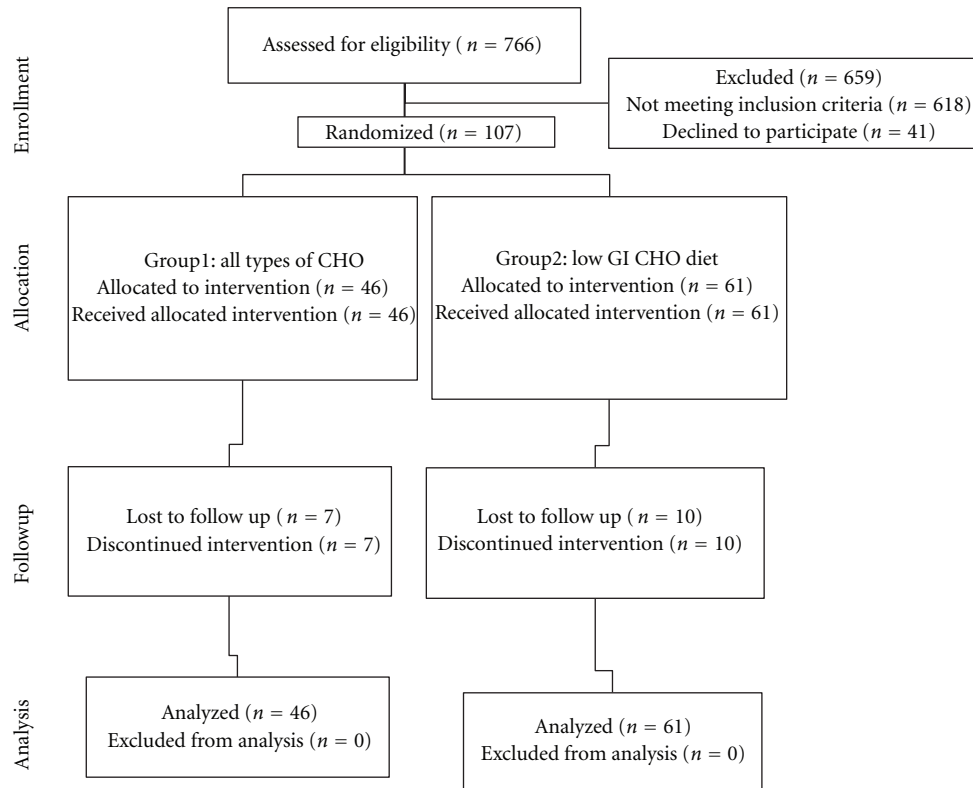 Enrollment
Assessed for eligibility ( n = 766)
Excluded (n = 659)
Not meeting inclusion criteria (n = 618)
Declined to participate (n = 41)
Randomized (n = 107)
Allocation
Group1: all types of CHO
Allocated to intervention (n = 46)
Received allocated intervention (n = 46)
Group2: low GI CHO diet
Allocated to intervention (n = 61)
Received allocated intervention (n = 61)
Followup
Lost to follow up (n = 7)
Discontinued intervention (n = 7)
Lost to follow up (n = 10)
Discontinued intervention (n = 10)
Analysis
Analyzed (n = 46)
Excluded from analysis (n = 0)
Analyzed (n = 61)
Excluded from analysis (n = 0)